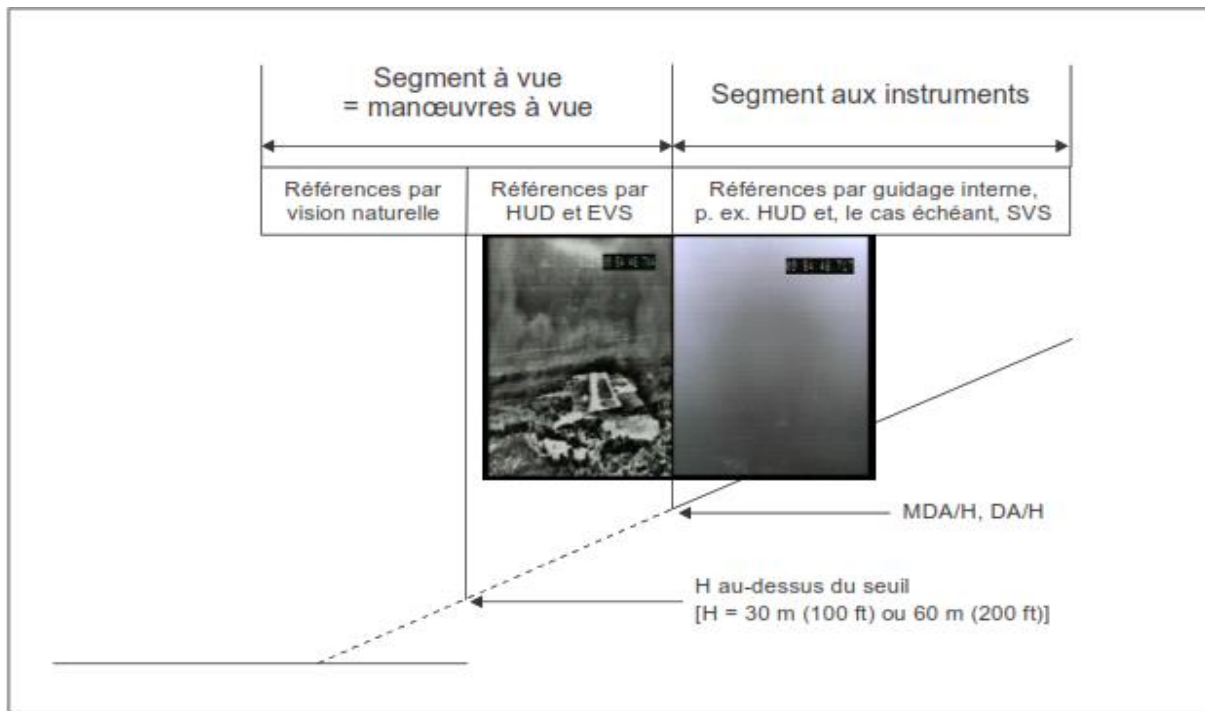 Segment à vue
= manœuvres à vue
Segment aux instruments
Références par
vision naturelle
Références par
HUD et EVS
Références par guidage interne,
p. ex. HUD et, le cas échéant, SVS
MDA/H, DA/H
H au-dessus du seuil
[H = 30 m (100 ft) ou 60 m (200 ft)]